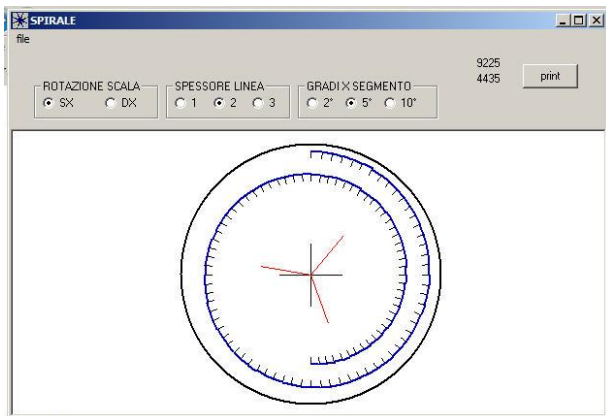 SPIRALE
file
9225
4435
print
ROTAZIONE SCALA
SX DX
SPESSORE LINEA
1 2 3
GRADI X SEGMENTO
2° 5° 10°